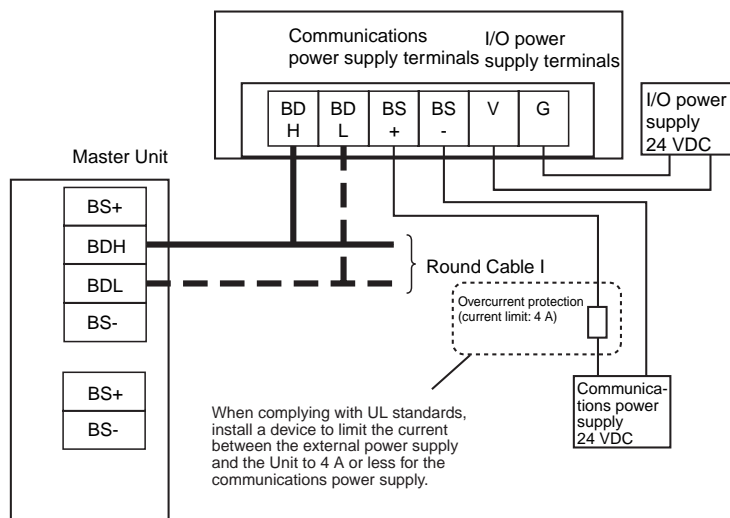 Communications
power supply terminals
I/O power
supply terminals
BD
H
BD
L
BS
+
BS
-
V
G
I/O power
supply
24 VDC
Master Unit
BS+
BDH
BDL
BS-
BS+
BS-
Round Cable I
Overcurrent protection
(current limit: 4 A)
Communica-
tions power
supply
24 VDC
When complying with UL standards,
install a device to limit the current
between the external power supply
and the Unit to 4 A or less for the
communications power supply.